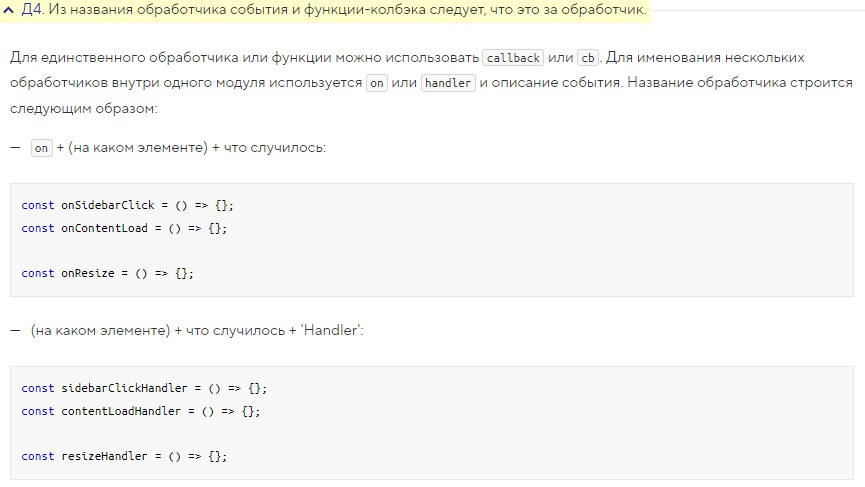 Д4. Из названия обработчика события и функции-колбэка следует, что это за обработчик.
Для единственного обработчика или функции можно использовать callback или cb. Для именования нескольких
обработчиков внутри одного модуля используется on или handler и описание события. Название обработчика строится
следующим образом:
— on + (на каком элементе) + что случилось:
const onSidebarClick = () => {};
const onContentLoad = () => {};
const onResize = () => {};
— (на каком элементе) + что случилось + 'Handler':
const sidebarClickHandler = () => {};
const contentLoadHandler = () => {};
const resizeHandler = () => {};